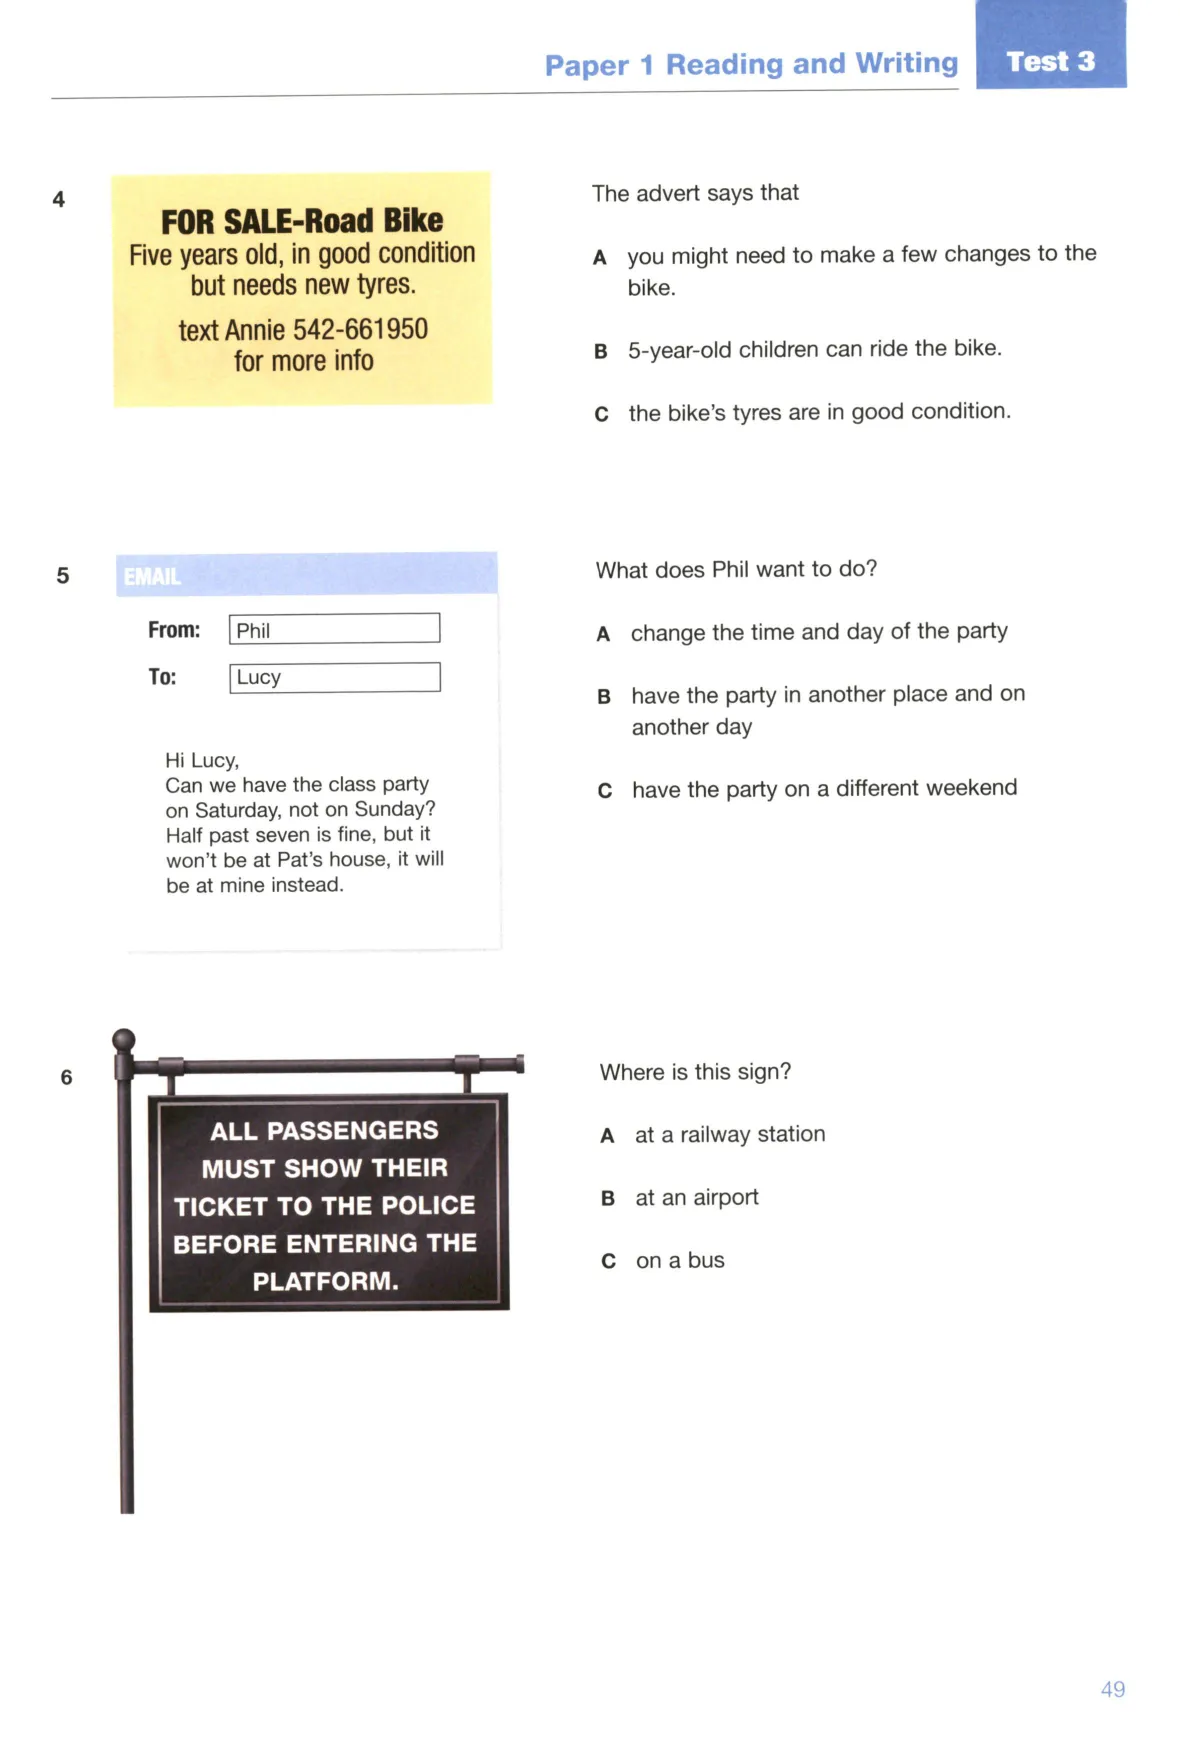 Paper 1 Reading and Writing
Test 3
4
FOR SALE-Road Bike
Five years old, in good condition
but needs new tyres.
text Annie 542-661950
for more info
The advert says that
A you might need to make a few changes to the
bike.
B 5-year-old children can ride the bike.
C the bike's tyres are in good condition.
5
EMAIL
From: Phil
To: Lucy
Hi Lucy,
Can we have the class party
on Saturday, not on Sunday?
Half past seven is fine, but it
won't be at Pat's house, it will
be at mine instead.
What does Phil want to do?
A change the time and day of the party
B have the party in another place and on
another day
C have the party on a different weekend
6
ALL PASSENGERS
MUST SHOW THEIR
TICKET TO THE POLICE
BEFORE ENTERING THE
PLATFORM.
Where is this sign?
A at a railway station
B at an airport
C on a bus
49